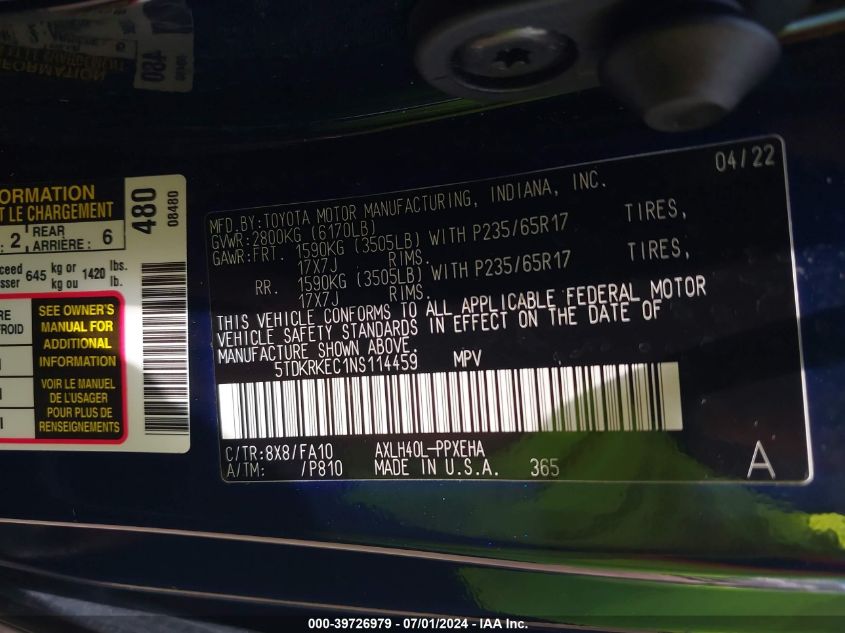 ORMATION
T LE CHARGEMENT
2 REAR ARRIÈRE: 6
480
08480
xceed
sser 645 kg or kg ou 1420 lbs. lb.
RE
FROID
SEE OWNER'S
MANUAL FOR
ADDITIONAL
INFORMATION
VOIR LE MANUEL
DE L'USAGER
POUR PLUS DE
RENSEIGNEMENTS
04/22
MFD.BY:TOYOTA MOTOR MANUFACTURING, INDIANA, INC.
GVWR:2800KG (6170LB)
GAWR:FRT. 1590KG (3505LB) WITH P235/65R17 TIRES,
17X7J RIMS.
RR. 1590KG (3505LB) WITH P235/65R17 TIRES,
17X7J RIMS.
THIS VEHICLE CONFORMS TO ALL APPLICABLE FEDERAL MOTOR
VEHICLE SAFETY STANDARDS IN EFFECT ON THE DATE OF
MANUFACTURE SHOWN ABOVE.
5TDKRKEC1NS114459 MPV
C/TR:8X8/FA10 AXLH40L-PPXEHA
A/TM: /P810 MADE IN U.S.A. 365
A
000-39726979 - 07/01/2024 - IAA Inc.